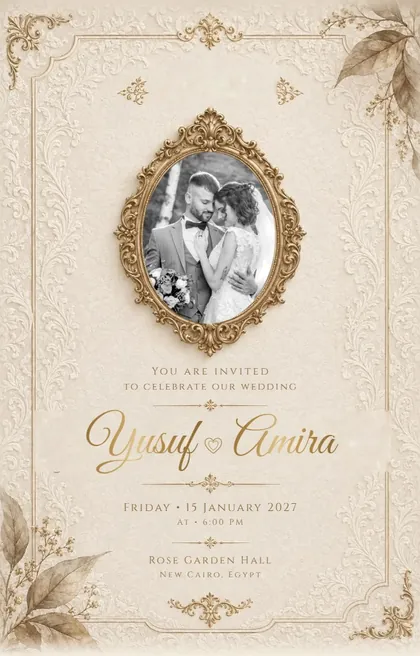 You are invited
to celebrate our wedding
Yusuf ♡ Amira
Friday • 15 January 2027
at • 6:00 pm
Rose Garden Hall
New Cairo, Egypt